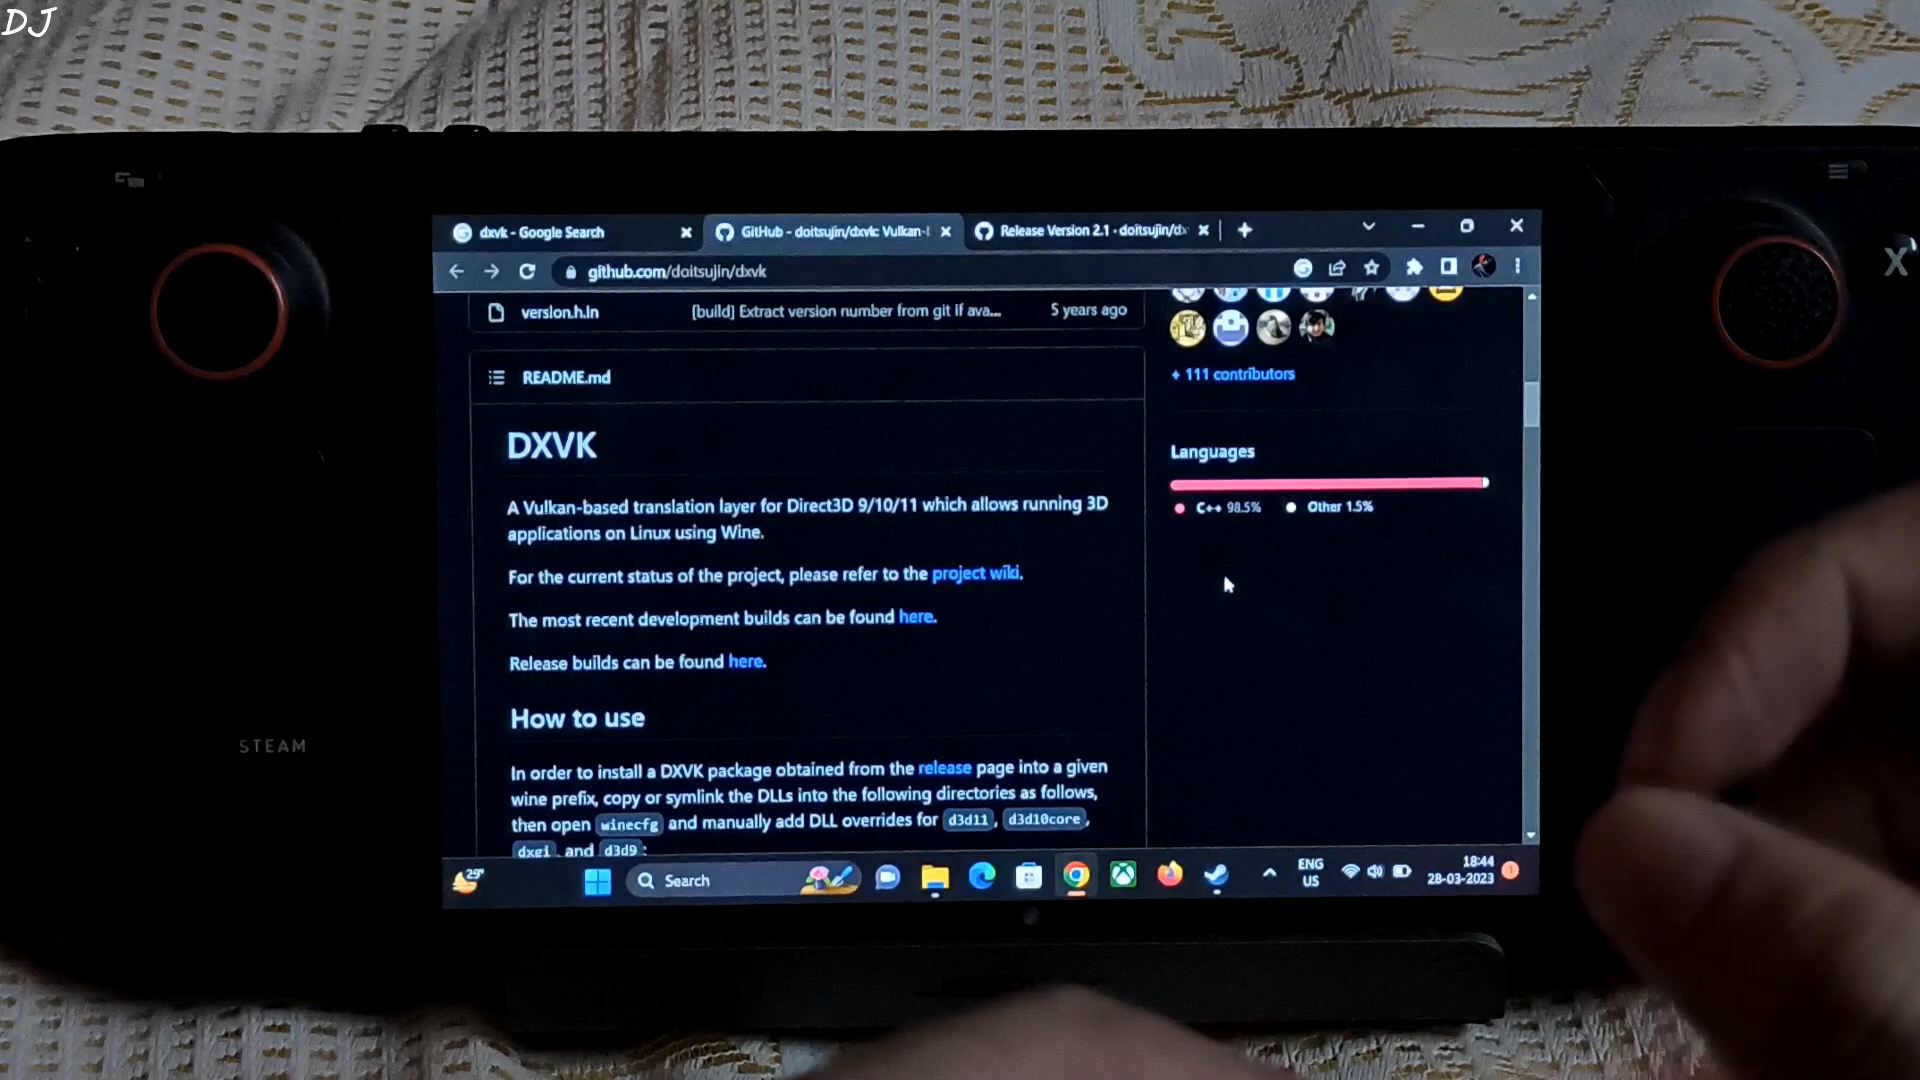 DJ
dxvk - Google Search
GitHub - doitsujin/dxvk: Vulkan-
Release Version 2.1 · doitsujin/dx
github.com/doitsujin/dxvk
version.h.in
[build] Extract version number from git if ava...
5 years ago
+ 111 contributors
README.md
DXVK
A Vulkan-based translation layer for Direct3D 9/10/11 which allows running 3D
applications on Linux using Wine.
For the current status of the project, please refer to the project wiki.
The most recent development builds can be found here.
Release builds can be found here.
How to use
In order to install a DXVK package obtained from the release page into a given
wine prefix, copy or symlink the DLLs into the following directories as follows,
then open winecfg and manually add DLL overrides for d3d11, d3d10core,
dxgi, and d3d9:
Languages
C++ 98.5%
Other 1.5%
29°
Search
ENG
US
18:44
28-03-2023
1
STEAM
X